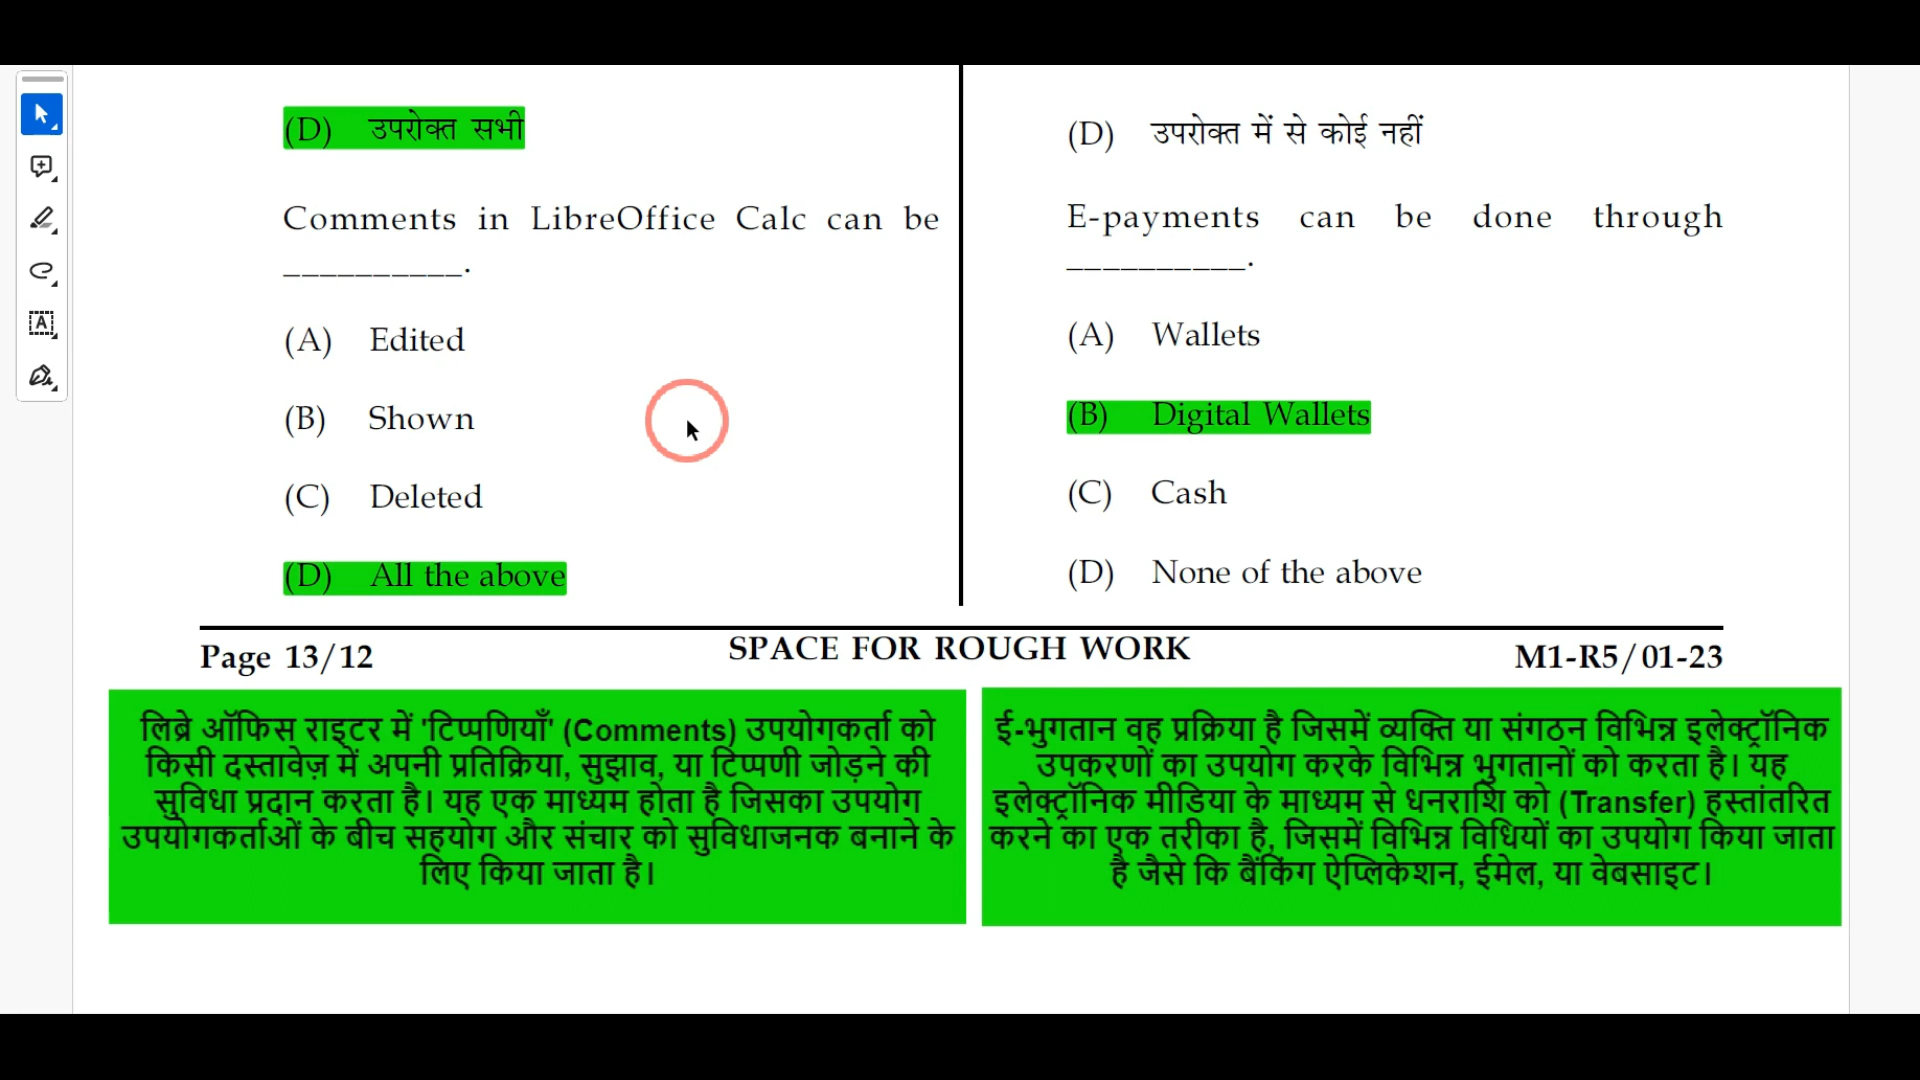 (D) उपरोक्त सभी
Comments in LibreOffice Calc can be
__________.
(A) Edited
(B) Shown
(C) Deleted
(D) All the above
(D) उपरोक्त में से कोई नहीं
E-payments can be done through
__________.
(A) Wallets
(B) Digital Wallets
(C) Cash
(D) None of the above
Page 13/12
SPACE FOR ROUGH WORK
M1-R5/01-23
लिब्रे ऑफिस राइटर में 'टिप्पणियाँ' (Comments) उपयोगकर्ता को
किसी दस्तावेज़ में अपनी प्रतिक्रिया, सुझाव, या टिप्पणी जोड़ने की
सुविधा प्रदान करता है। यह एक माध्यम होता है जिसका उपयोग
उपयोगकर्ताओं के बीच सहयोग और संचार को सुविधाजनक बनाने के
लिए किया जाता है।
ई-भुगतान वह प्रक्रिया है जिसमें व्यक्ति या संगठन विभिन्न इलेक्ट्रॉनिक
उपकरणों का उपयोग करके विभिन्न भुगतानों को करता है। यह
इलेक्ट्रॉनिक मीडिया के माध्यम से धनराशि को (Transfer) हस्तांतरित
करने का एक तरीका है, जिसमें विभिन्न विधियों का उपयोग किया जाता
है जैसे कि बैंकिंग ऐप्लिकेशन, ईमेल, या वेबसाइट।